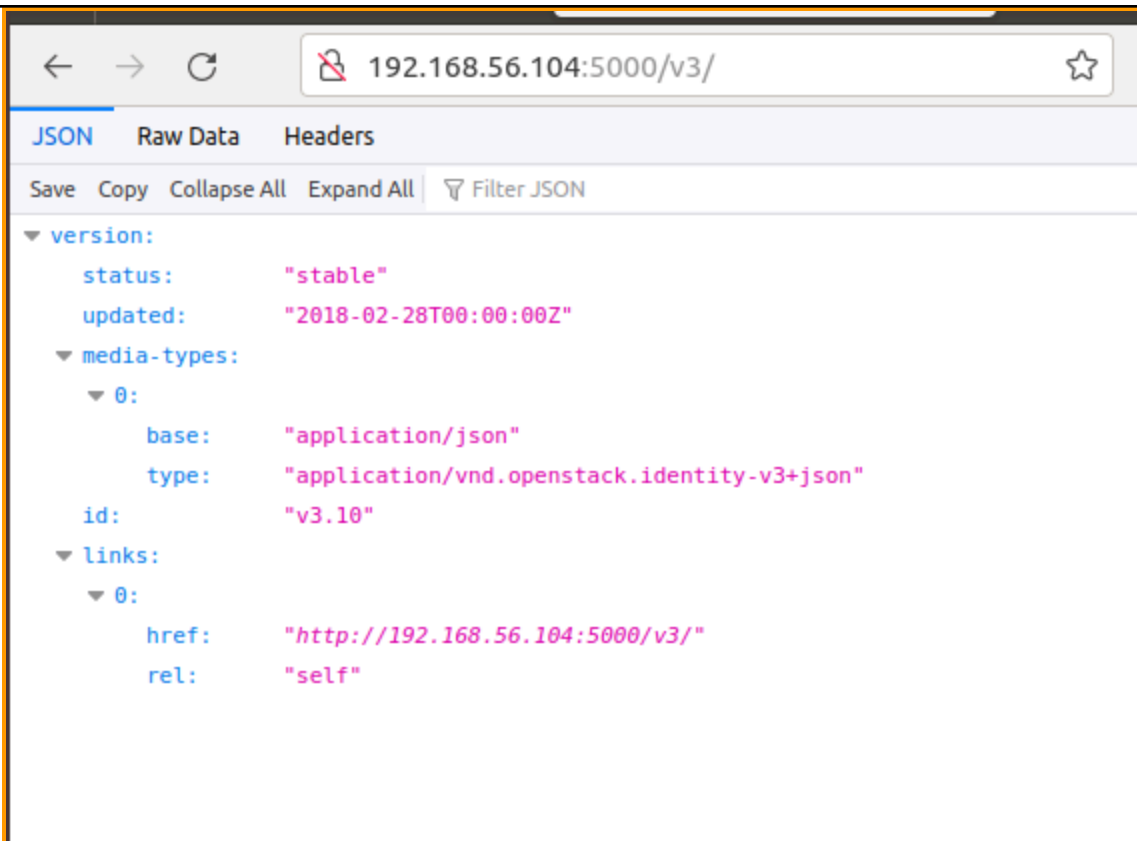 192.168.56.104:5000/v3/
JSON Raw Data Headers
Save Copy Collapse All Expand All Filter JSON
version:
status: "stable"
updated: "2018-02-28T00:00:00Z"
media-types:
0:
base: "application/json"
type: "application/vnd.openstack.identity-v3+json"
id: "v3.10"
links:
0:
href: "http://192.168.56.104:5000/v3/"
rel: "self"